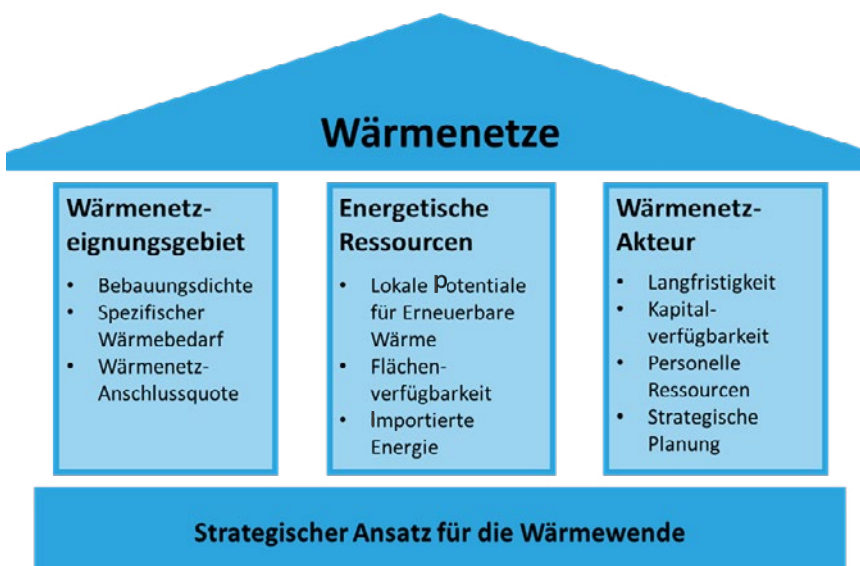 Wärmenetze
Wärmenetz-
eignungsgebiet
• Bebauungsdichte
• Spezifischer
Wärmebedarf
• Wärmenetz-
Anschlussquote
Energetische
Ressourcen
• Lokale Potentiale
für Erneuerbare
Wärme
• Flächen-
verfügbarkeit
• Importierte
Energie
Wärmenetz-
Akteur
• Langfristigkeit
• Kapital-
verfügbarkeit
• Personelle
Ressourcen
• Strategische
Planung
Strategischer Ansatz für die Wärmewende